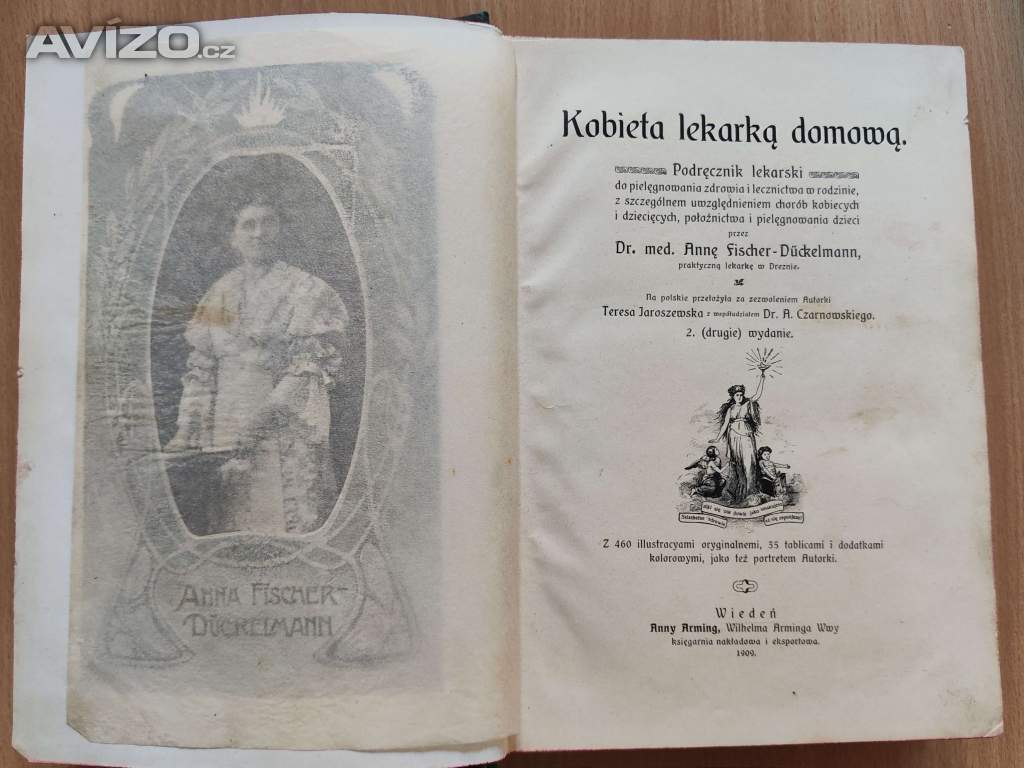 AVÍZO.cz
ANNA FISCHER-
DÜCKELMANN
Kobieta lekarką domową.
Podręcznik lekarski
do pielęgnowania zdrowia i lecznictwa w rodzinie,
z szczególnem uwzględnieniem chorób kobiecych
i dziecięcych, położnictwa i pielęgnowania dzieci
przez
Dr. med. Annę Fischer-Dückelmann,
praktyczną lekarkę w Dreznie.
Na polskie przełożyła za zezwoleniem Autorki
Teresa Jaroszewska z współudziałem Dr. A. Czarnowskiego.
2. (drugie) wydanie.
Z 460 illustracyami oryginalnemi, 35 tablicami i dodatkami
kolorowymi, jako też portretem Autorki.
Wiedeń
Anny Arming, Wilhelma Arminga Wwy
księgarnia nakładowa i eksportowa.
1909.